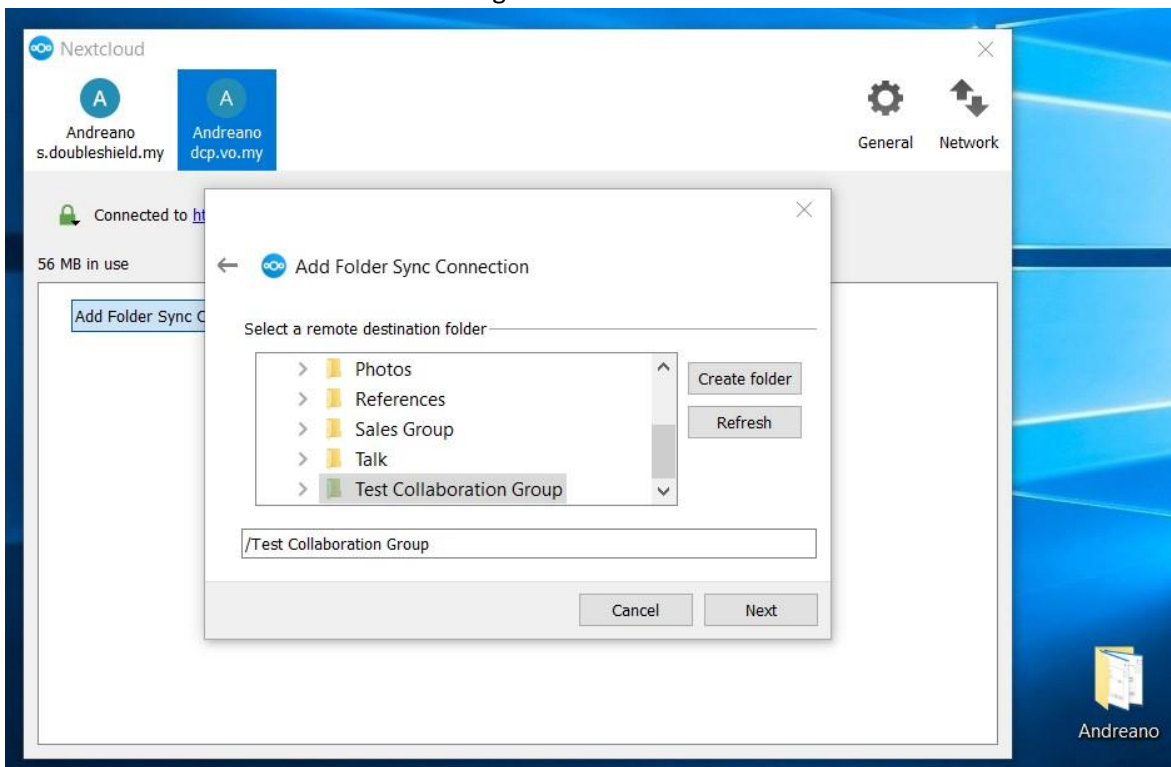 Nextcloud
A
Andreano
s.doubleshield.my
A
Andreano
dcp.vo.my
General
Network
Connected to ht
56 MB in use
Add Folder Sync C
Add Folder Sync Connection
Select a remote destination folder
Photos
References
Sales Group
Talk
Test Collaboration Group
Create folder
Refresh
/Test Collaboration Group
Cancel
Next
Andreano